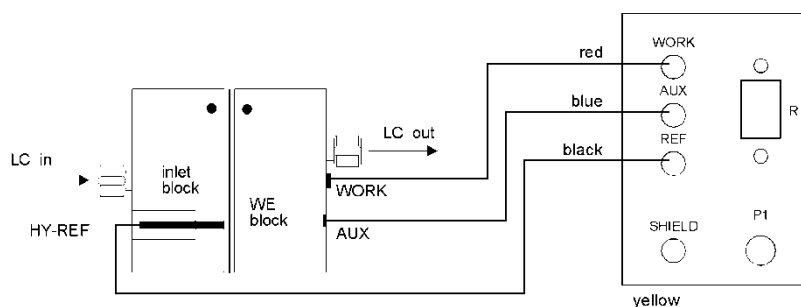 WORK
red
AUX
blue
R
LC out
REF
black
LC in
inlet
block
WORK
WE
block
HY-REF
AUX
SHIELD
P1
yellow